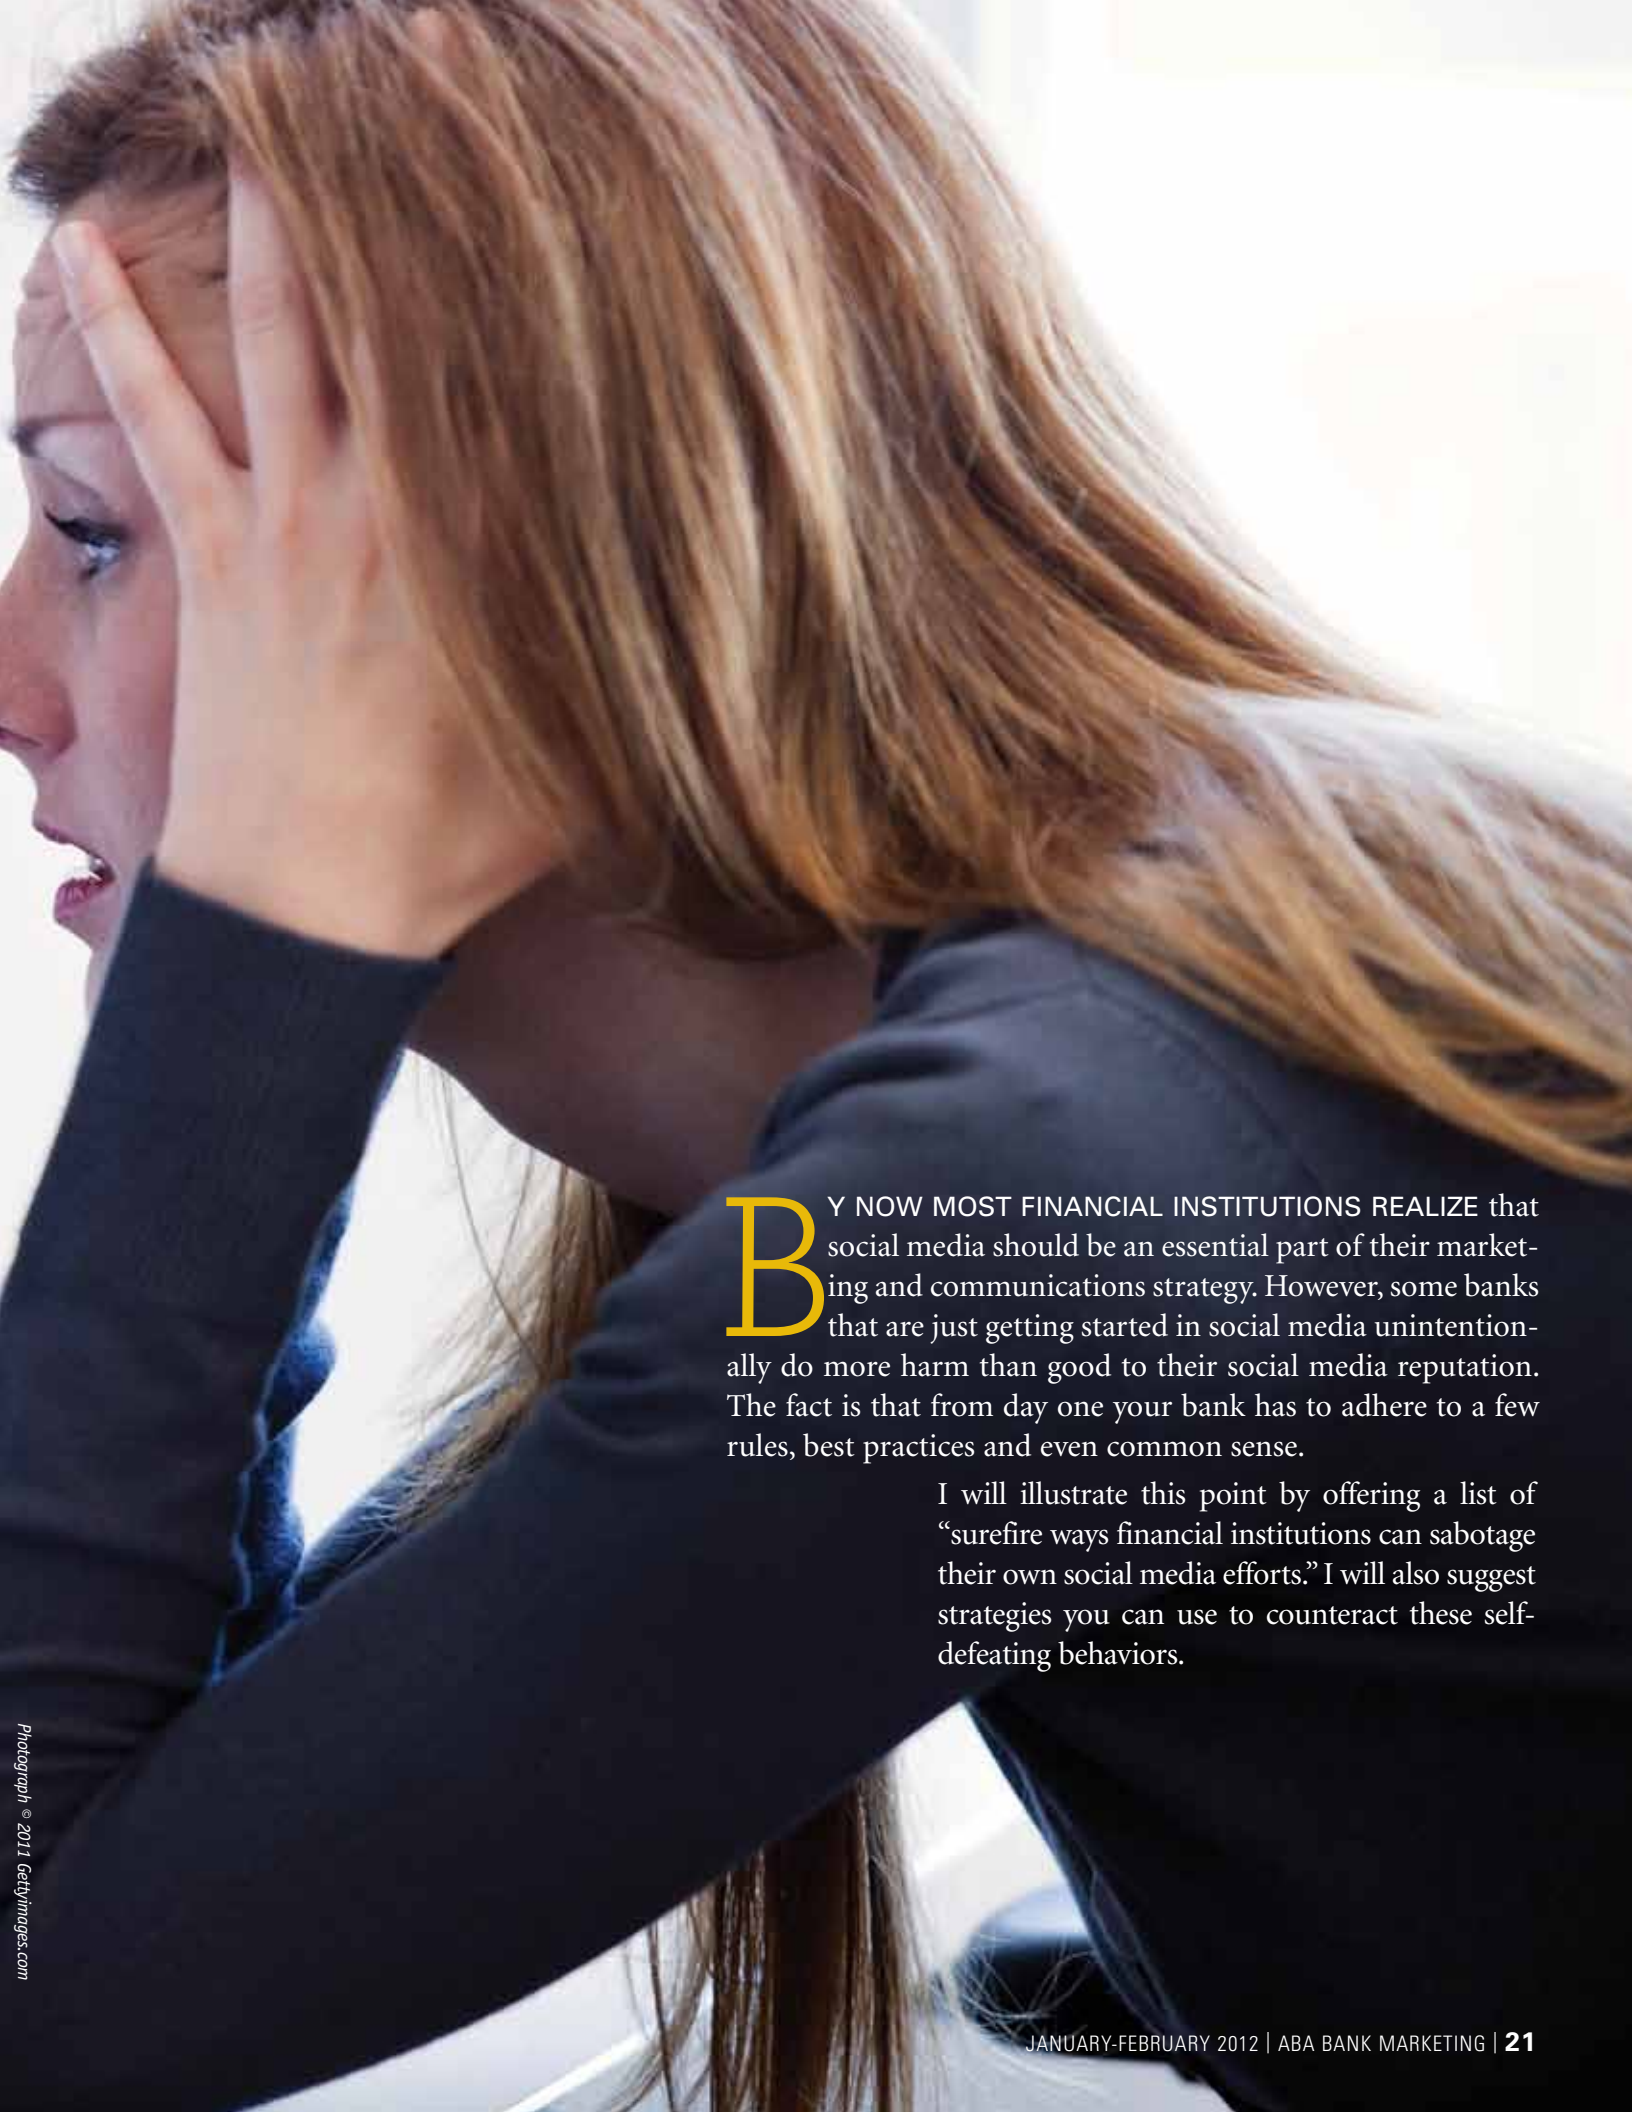 BY NOW MOST FINANCIAL INSTITUTIONS REALIZE that
social media should be an essential part of their market-
ing and communications strategy. However, some banks
that are just getting started in social media unintention-
ally do more harm than good to their social media reputation.
The fact is that from day one your bank has to adhere to a few
rules, best practices and even common sense.
I will illustrate this point by offering a list of
“surefire ways financial institutions can sabotage
their own social media efforts.” I will also suggest
strategies you can use to counteract these self-
defeating behaviors.
Photograph © 2011 Gettyimages.com
JANUARY-FEBRUARY 2012 | ABA BANK MARKETING | 21